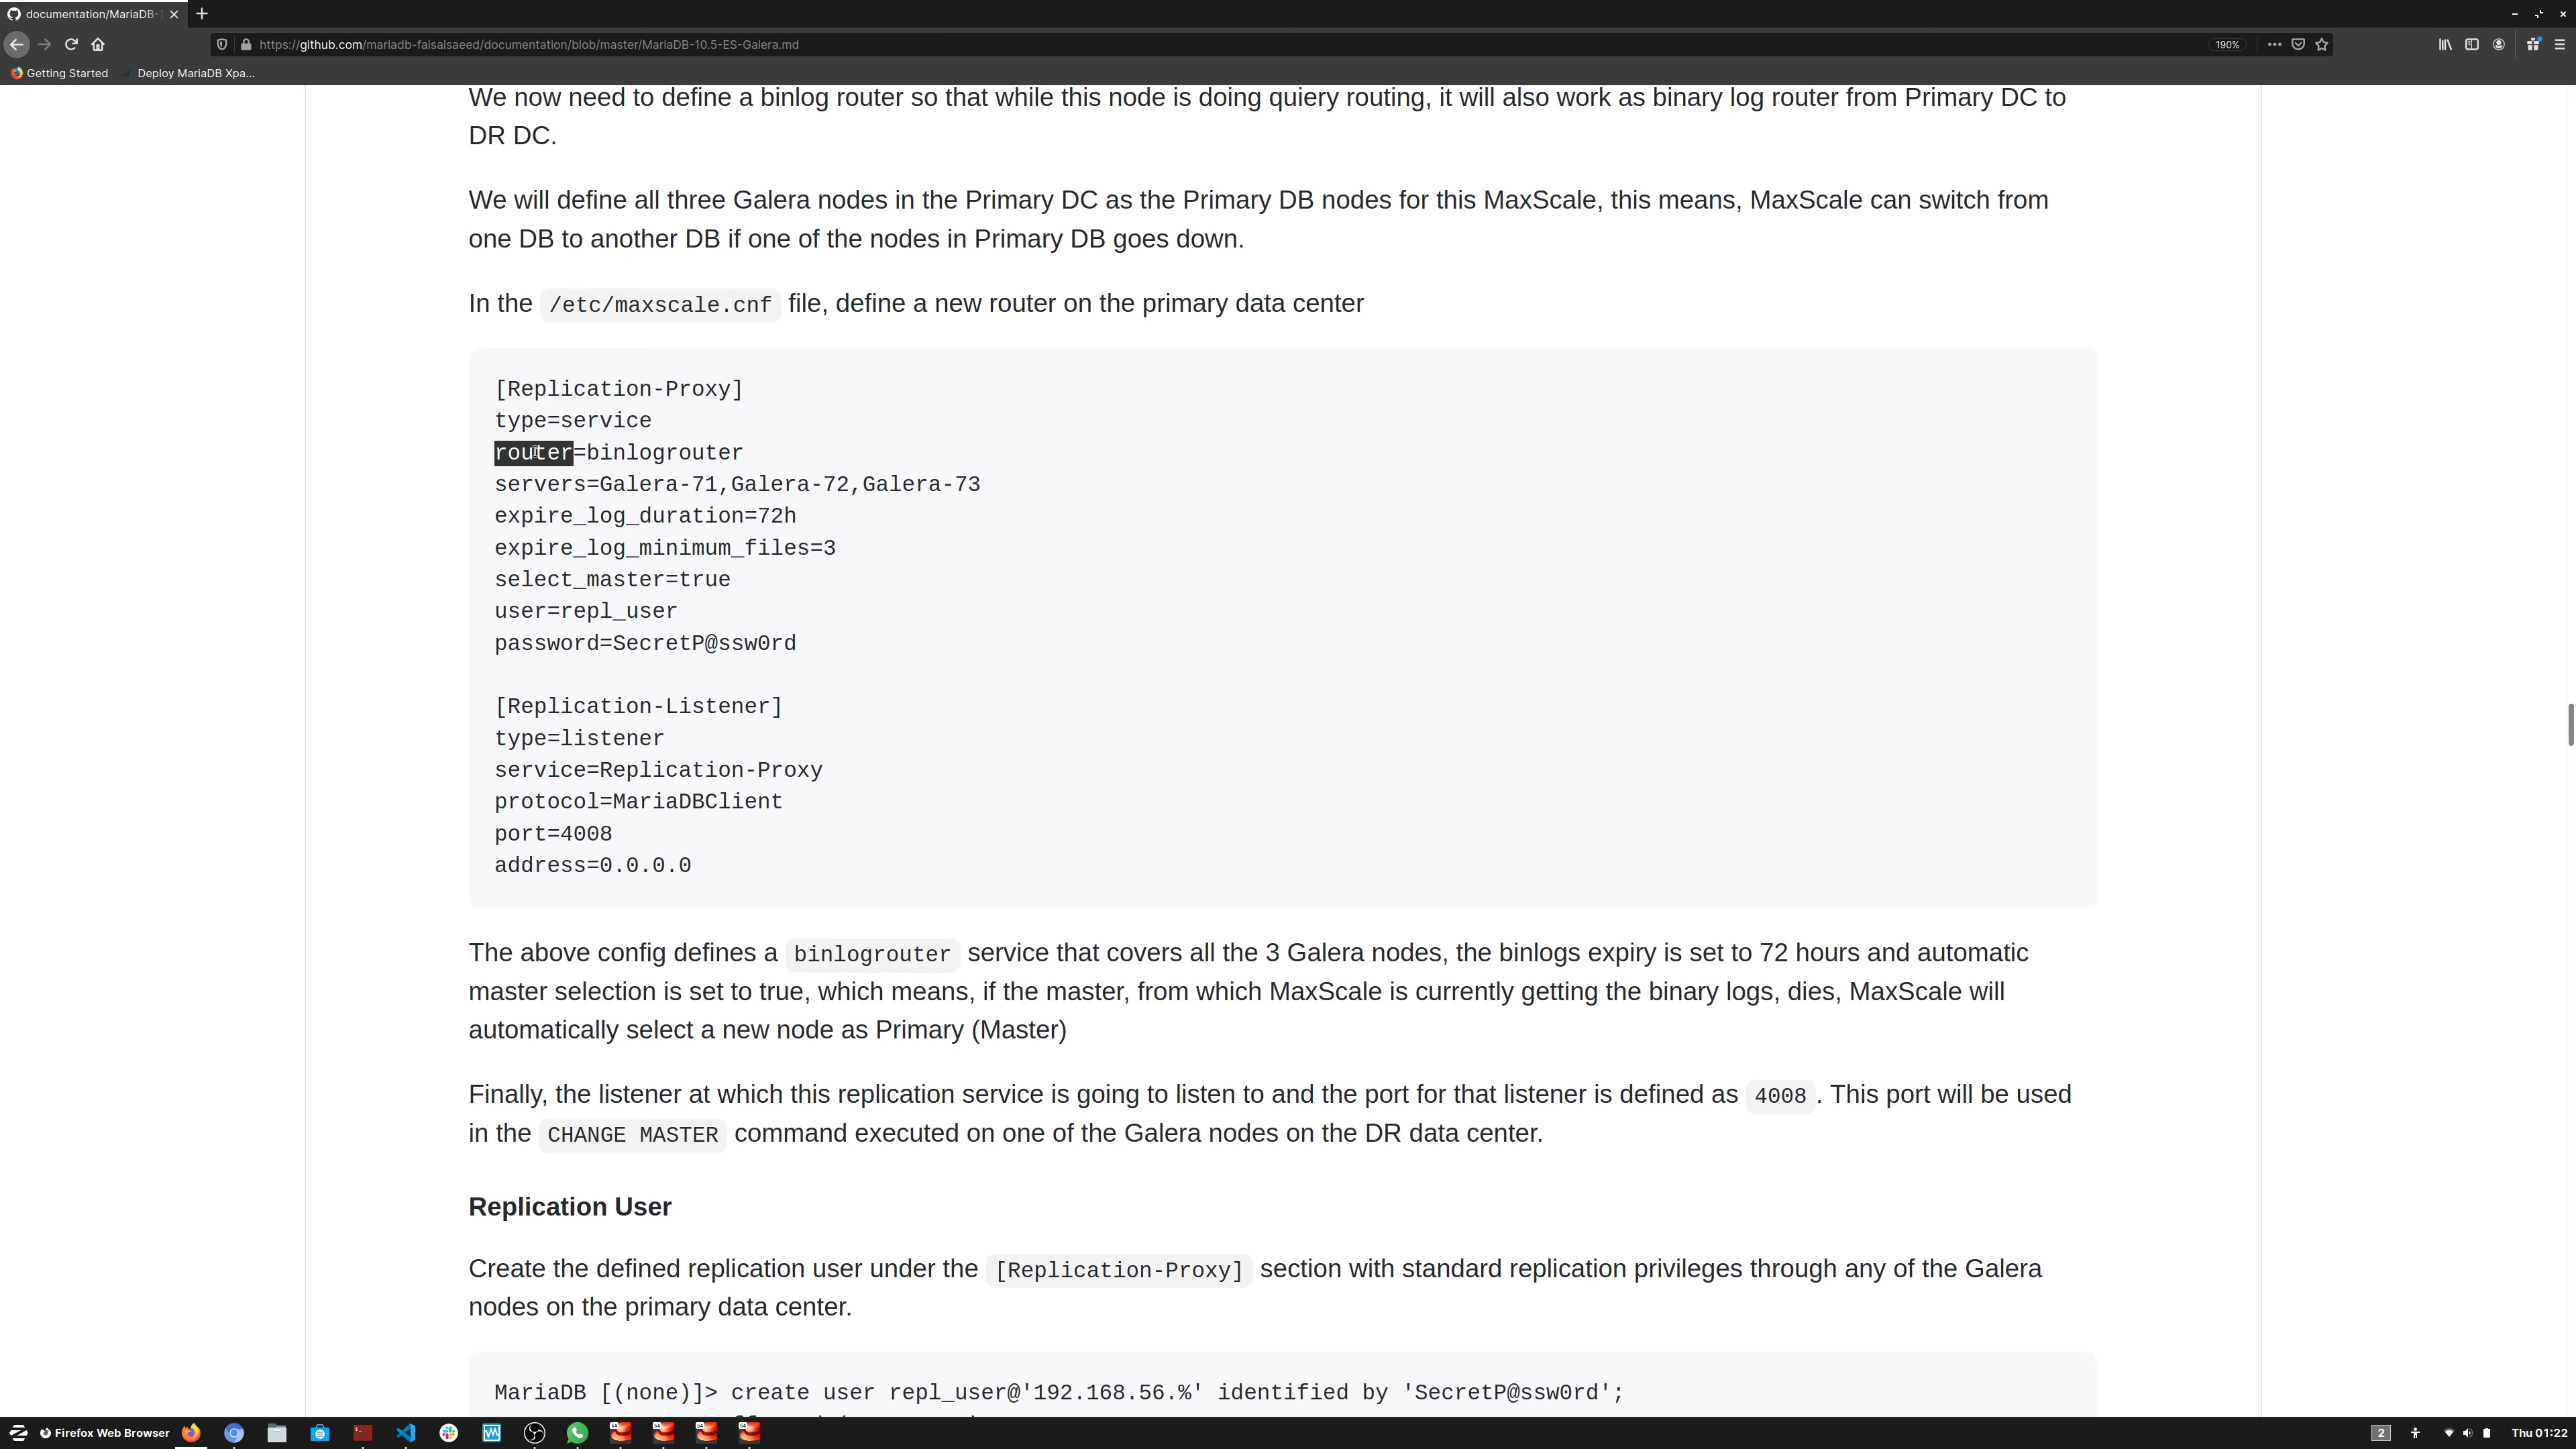 documentation/MariaDB-1
https://github.com/mariadb-faisalsaeed/documentation/blob/master/MariaDB-10.5-ES-Galera.md
190%
Getting Started
Deploy MariaDB Xpa...
We now need to define a binlog router so that while this node is doing quiery routing, it will also work as binary log router from Primary DC to
DR DC.
We will define all three Galera nodes in the Primary DC as the Primary DB nodes for this MaxScale, this means, MaxScale can switch from
one DB to another DB if one of the nodes in Primary DB goes down.
In the /etc/maxscale.cnf file, define a new router on the primary data center
[Replication-Proxy]
type=service
router=binlogrouter
servers=Galera-71,Galera-72,Galera-73
expire_log_duration=72h
expire_log_minimum_files=3
select_master=true
user=repl_user
password=SecretP@ssw0rd
[Replication-Listener]
type=listener
service=Replication-Proxy
protocol=MariaDBClient
port=4008
address=0.0.0.0
The above config defines a binlogrouter service that covers all the 3 Galera nodes, the binlogs expiry is set to 72 hours and automatic
master selection is set to true, which means, if the master, from which MaxScale is currently getting the binary logs, dies, MaxScale will
automatically select a new node as Primary (Master)
Finally, the listener at which this replication service is going to listen to and the port for that listener is defined as 4008. This port will be used
in the CHANGE MASTER command executed on one of the Galera nodes on the DR data center.
Replication User
Create the defined replication user under the [Replication-Proxy] section with standard replication privileges through any of the Galera
nodes on the primary data center.
MariaDB [(none)]> create user repl_user@'192.168.56.%' identified by 'SecretP@ssw0rd';
Firefox Web Browser
2
Thu 01:22